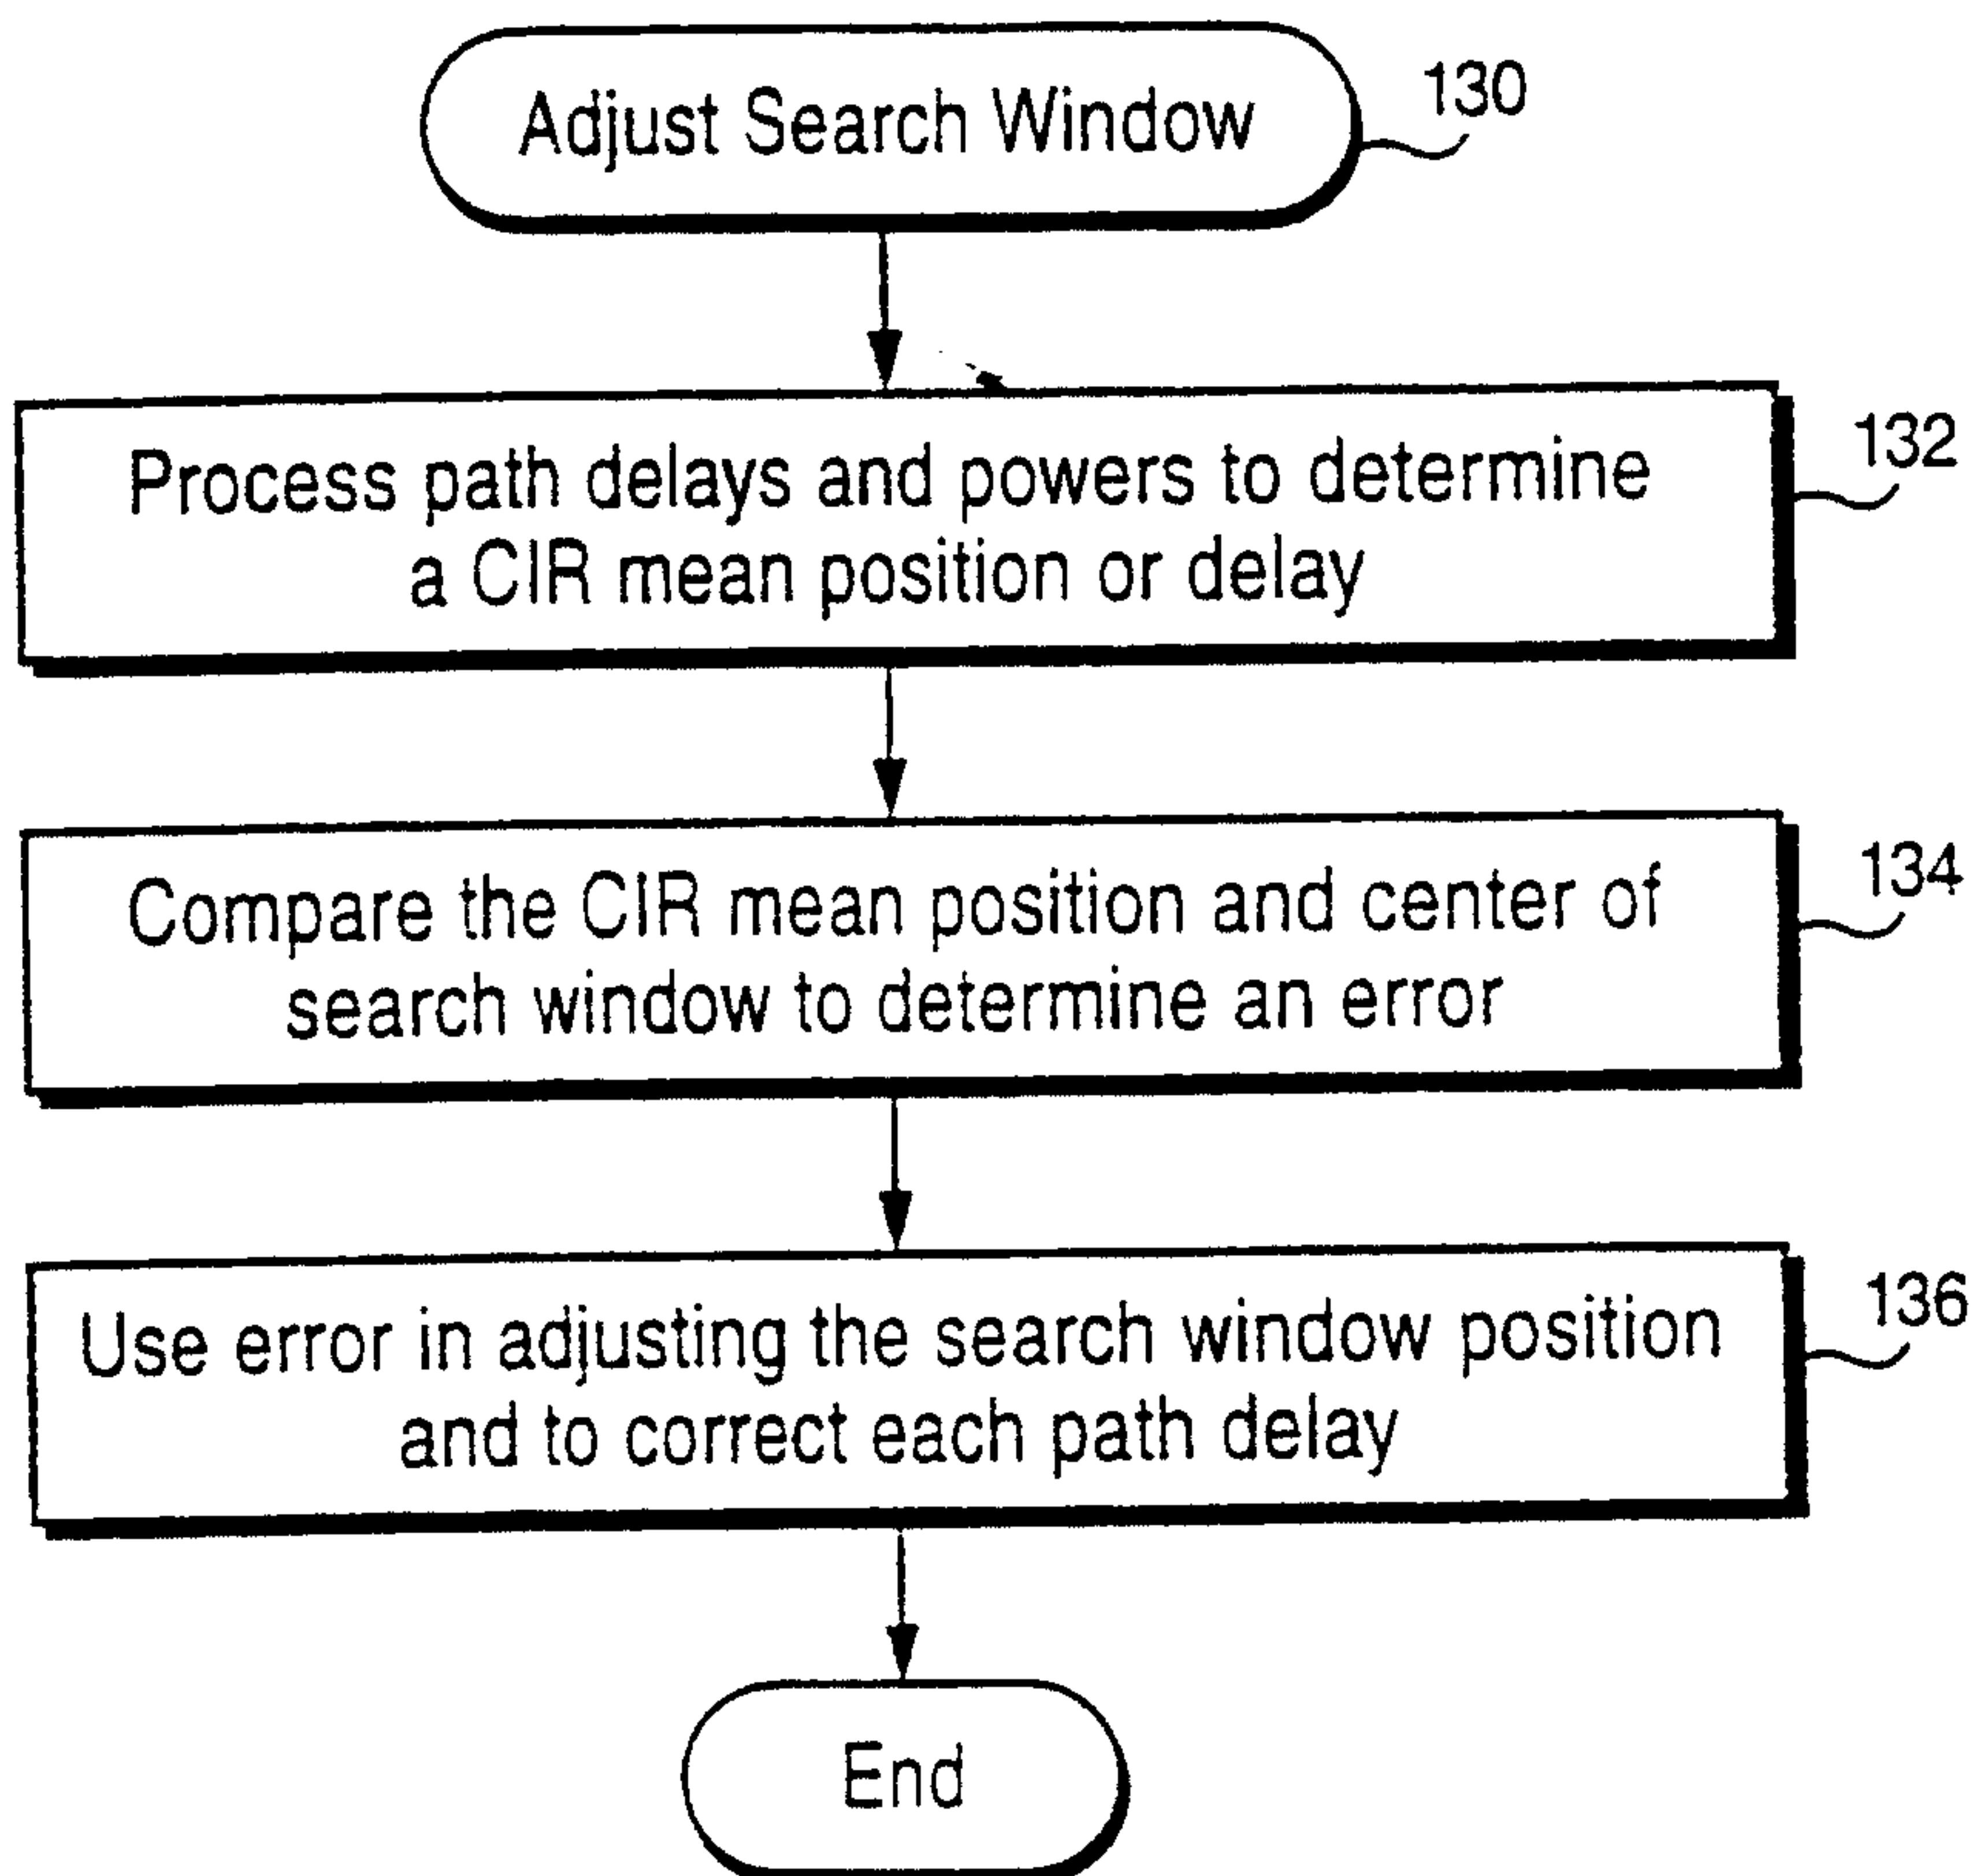 Adjust Search Window
130
Process path delays and powers to determine
a CIR mean position or delay
132
Compare the CIR mean position and center of
search window to determine an error
134
Use error in adjusting the search window position
and to correct each path delay
136
End